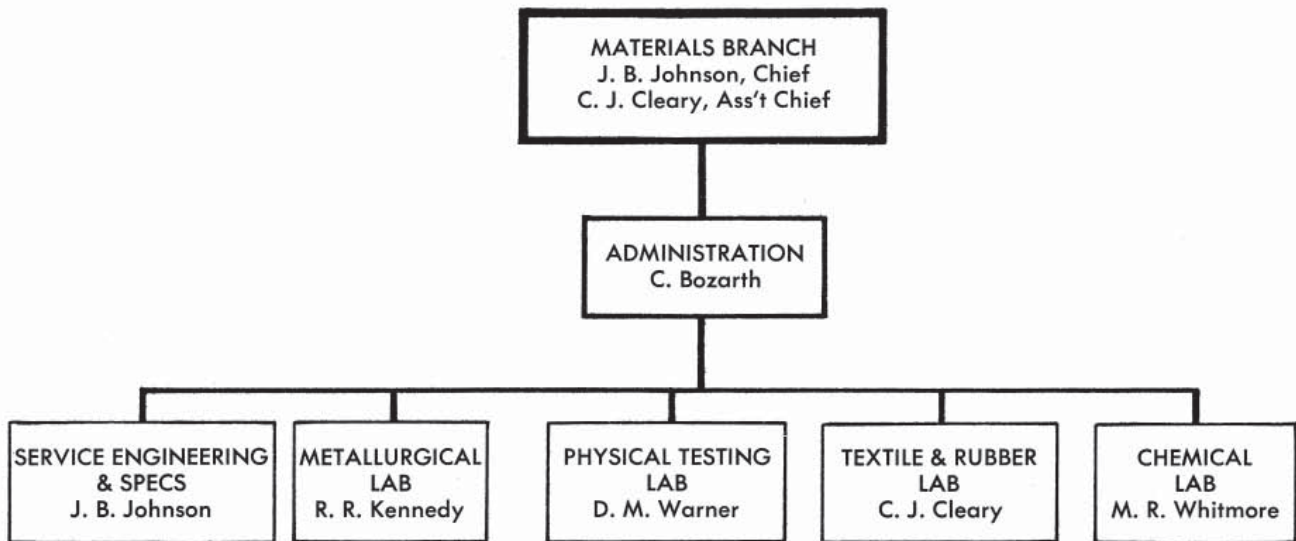 MATERIALS BRANCH
J. B. Johnson, Chief
C. J. Cleary, Ass't Chief
ADMINISTRATION
C. Bozarth
SERVICE ENGINEERING
& SPECS
J. B. Johnson
METALLURGICAL
LAB
R. R. Kennedy
PHYSICAL TESTING
LAB
D. M. Warner
TEXTILE & RUBBER
LAB
C. J. Cleary
CHEMICAL
LAB
M. R. Whitmore